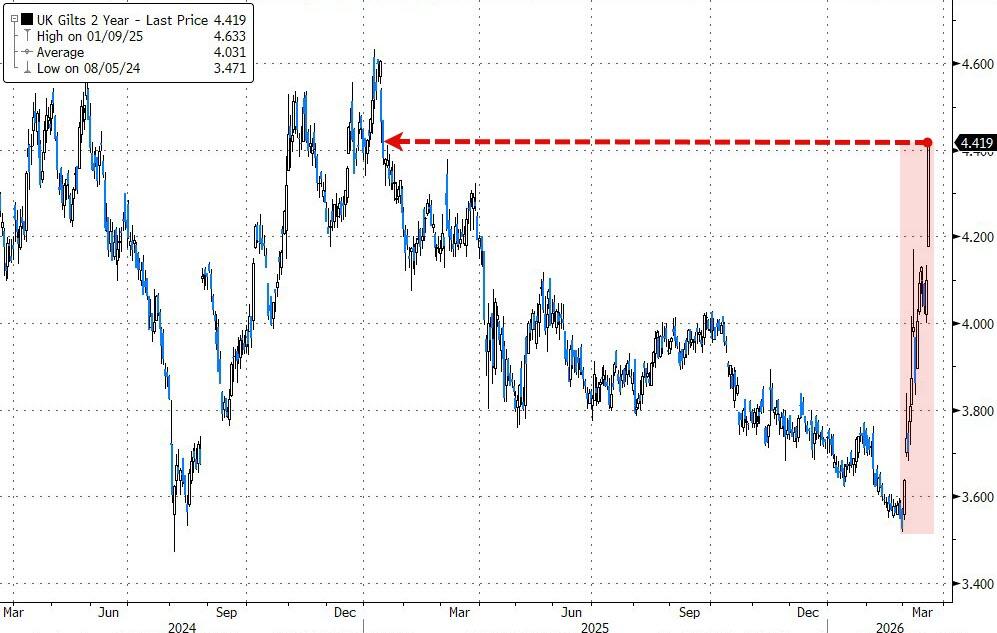 UK Gilts 2 Year - Last Price 4.419
High on 01/09/25 4.633
Average 4.031
Low on 08/05/24 3.471
4.600
4.419
4.400
4.200
4.000
3.800
3.600
3.400
Mar Jun Sep Dec Mar Jun Sep Dec Mar
2024 2025 2026